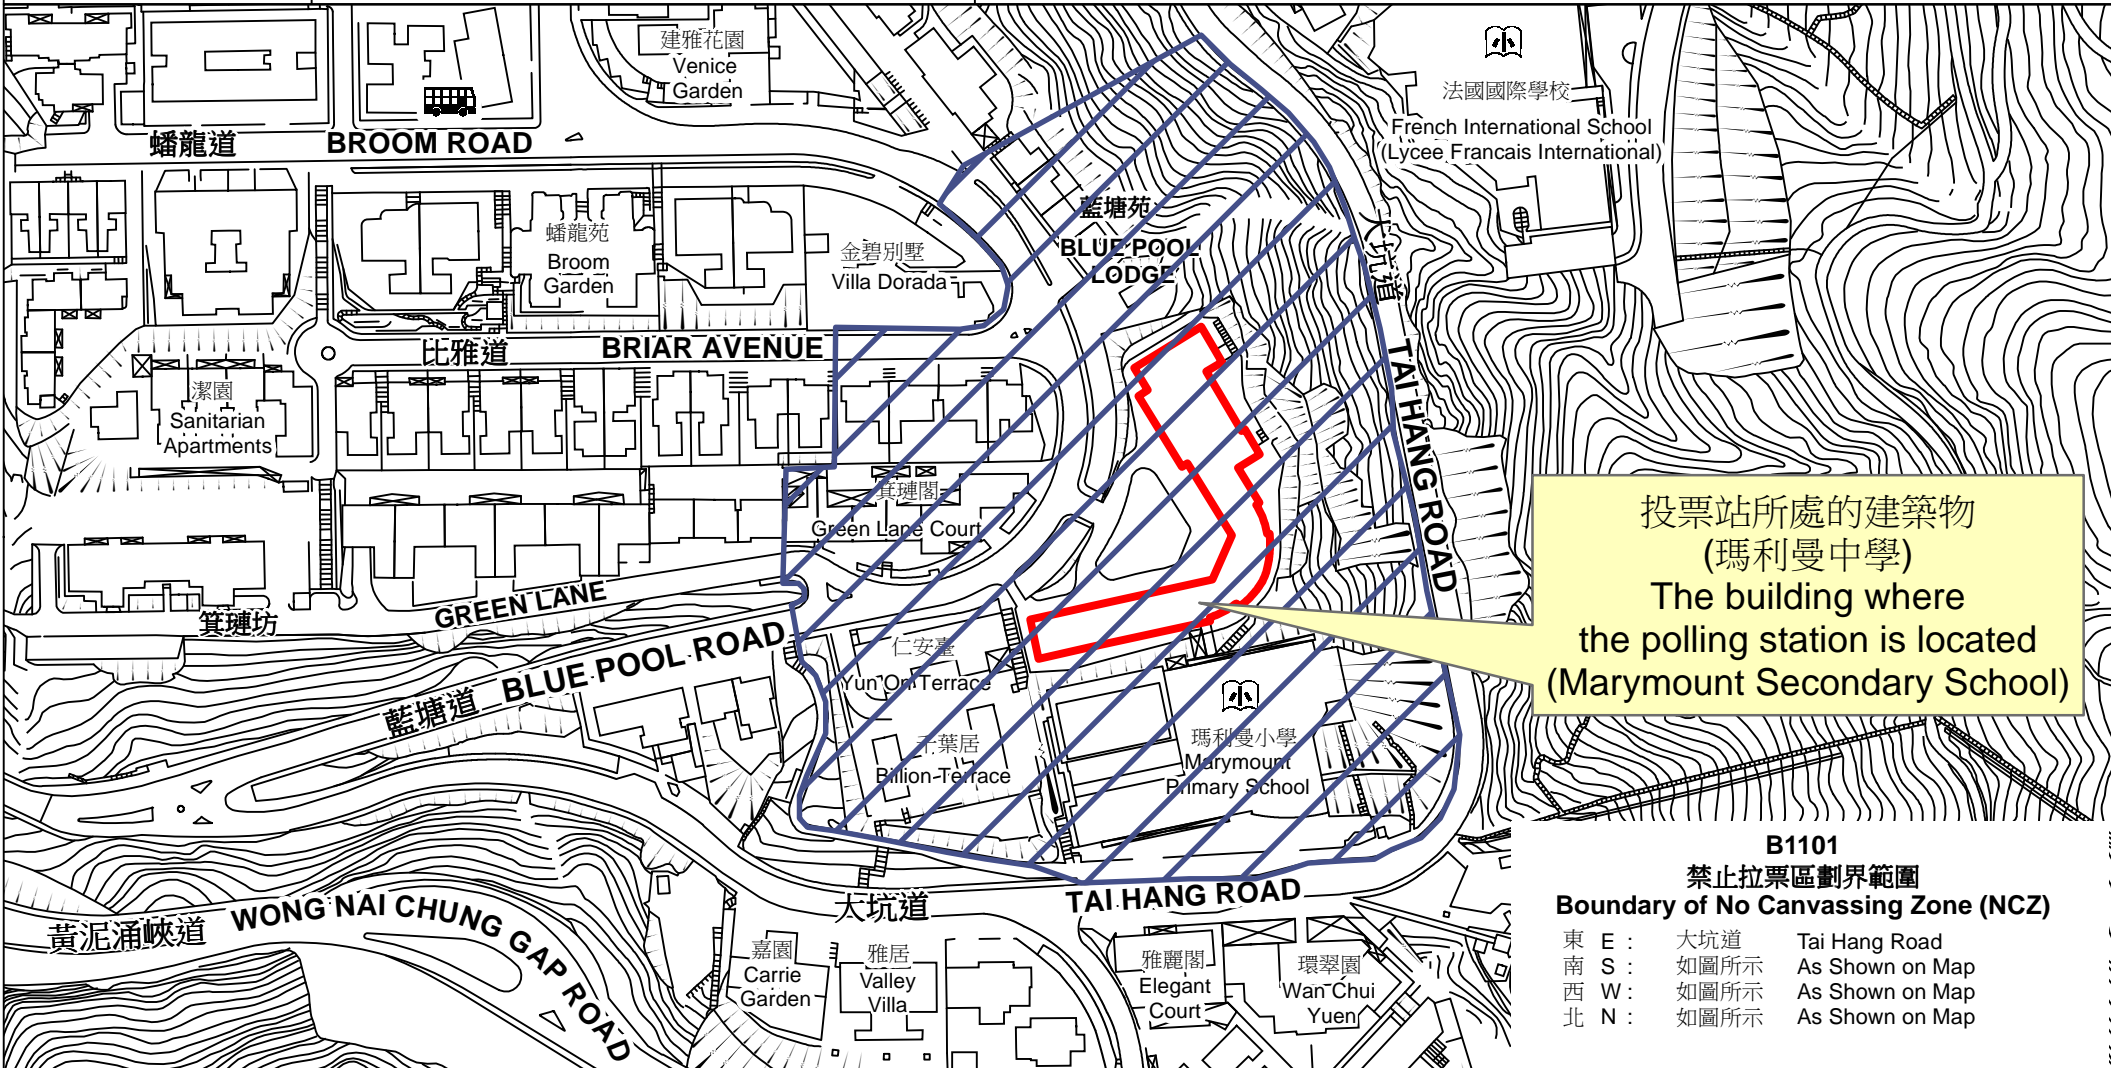 建雅花園
Venice
Garden
法國國際學校
French International School
(Lycee Francais International)
蟠龍道 BROOM ROAD
藍塘苑
BLUE POOL
LODGE
大坑道
TAI HANG ROAD
蟠龍苑
Broom
Garden
金碧別墅
Villa Dorada
比雅道 BRIAR AVENUE
潔園
Sanitarian
Apartments
箕璉閣
Green Lane Court
箕璉坊
GREEN LANE
藍塘道 BLUE POOL ROAD
仁安臺
Yun On Terrace
千葉居
Billion Terrace
瑪利曼小學
Marymount
Primary School
投票站所處的建築物
(瑪利曼中學)
The building where
the polling station is located
(Marymount Secondary School)
黃泥涌峽道 WONG NAI CHUNG GAP ROAD
大坑道 TAI HANG ROAD
嘉園
Carrie
Garden
雅居
Valley
Villa
雅麗閣
Elegant
Court
環翠園
Wan Chui
Yuen
B1101
禁止拉票區劃界範圍
Boundary of No Canvassing Zone (NCZ)
東 E : 大坑道 Tai Hang Road
南 S : 如圖所示 As Shown on Map
西 W : 如圖所示 As Shown on Map
北 N : 如圖所示 As Shown on Map